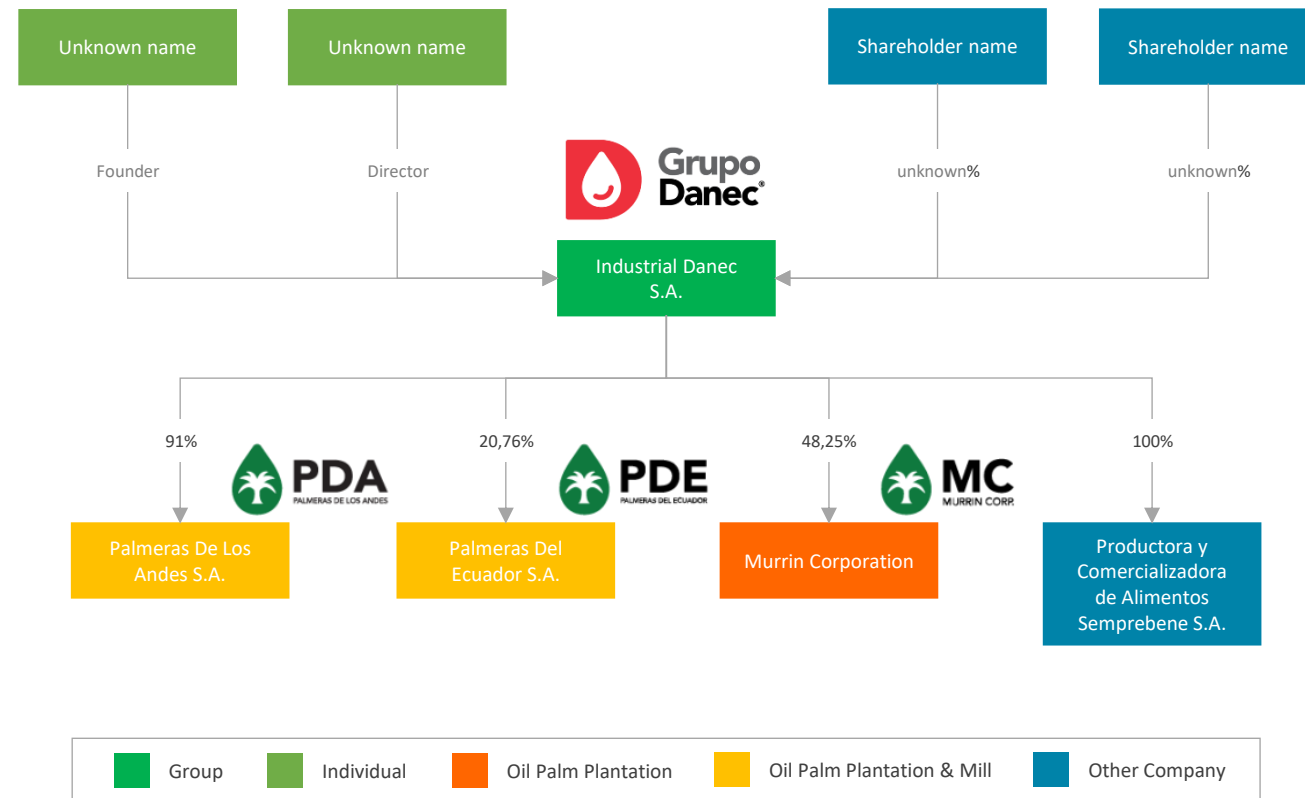 Unknown name
Unknown name
Shareholder name
Shareholder name
Founder
Director
unknown%
unknown%
Grupo
Danec®
Industrial Danec
S.A.
91%
20,76%
48,25%
100%
PDA
PALMERAS DE LOS ANDES
PDE
PALMERAS DEL ECUADOR
MC
MURRIN CORP.
Palmeras De Los
Andes S.A.
Palmeras Del
Ecuador S.A.
Murrin Corporation
Productora y
Comercializadora
de Alimentos
Semprebene S.A.
Group
Individual
Oil Palm Plantation
Oil Palm Plantation & Mill
Other Company